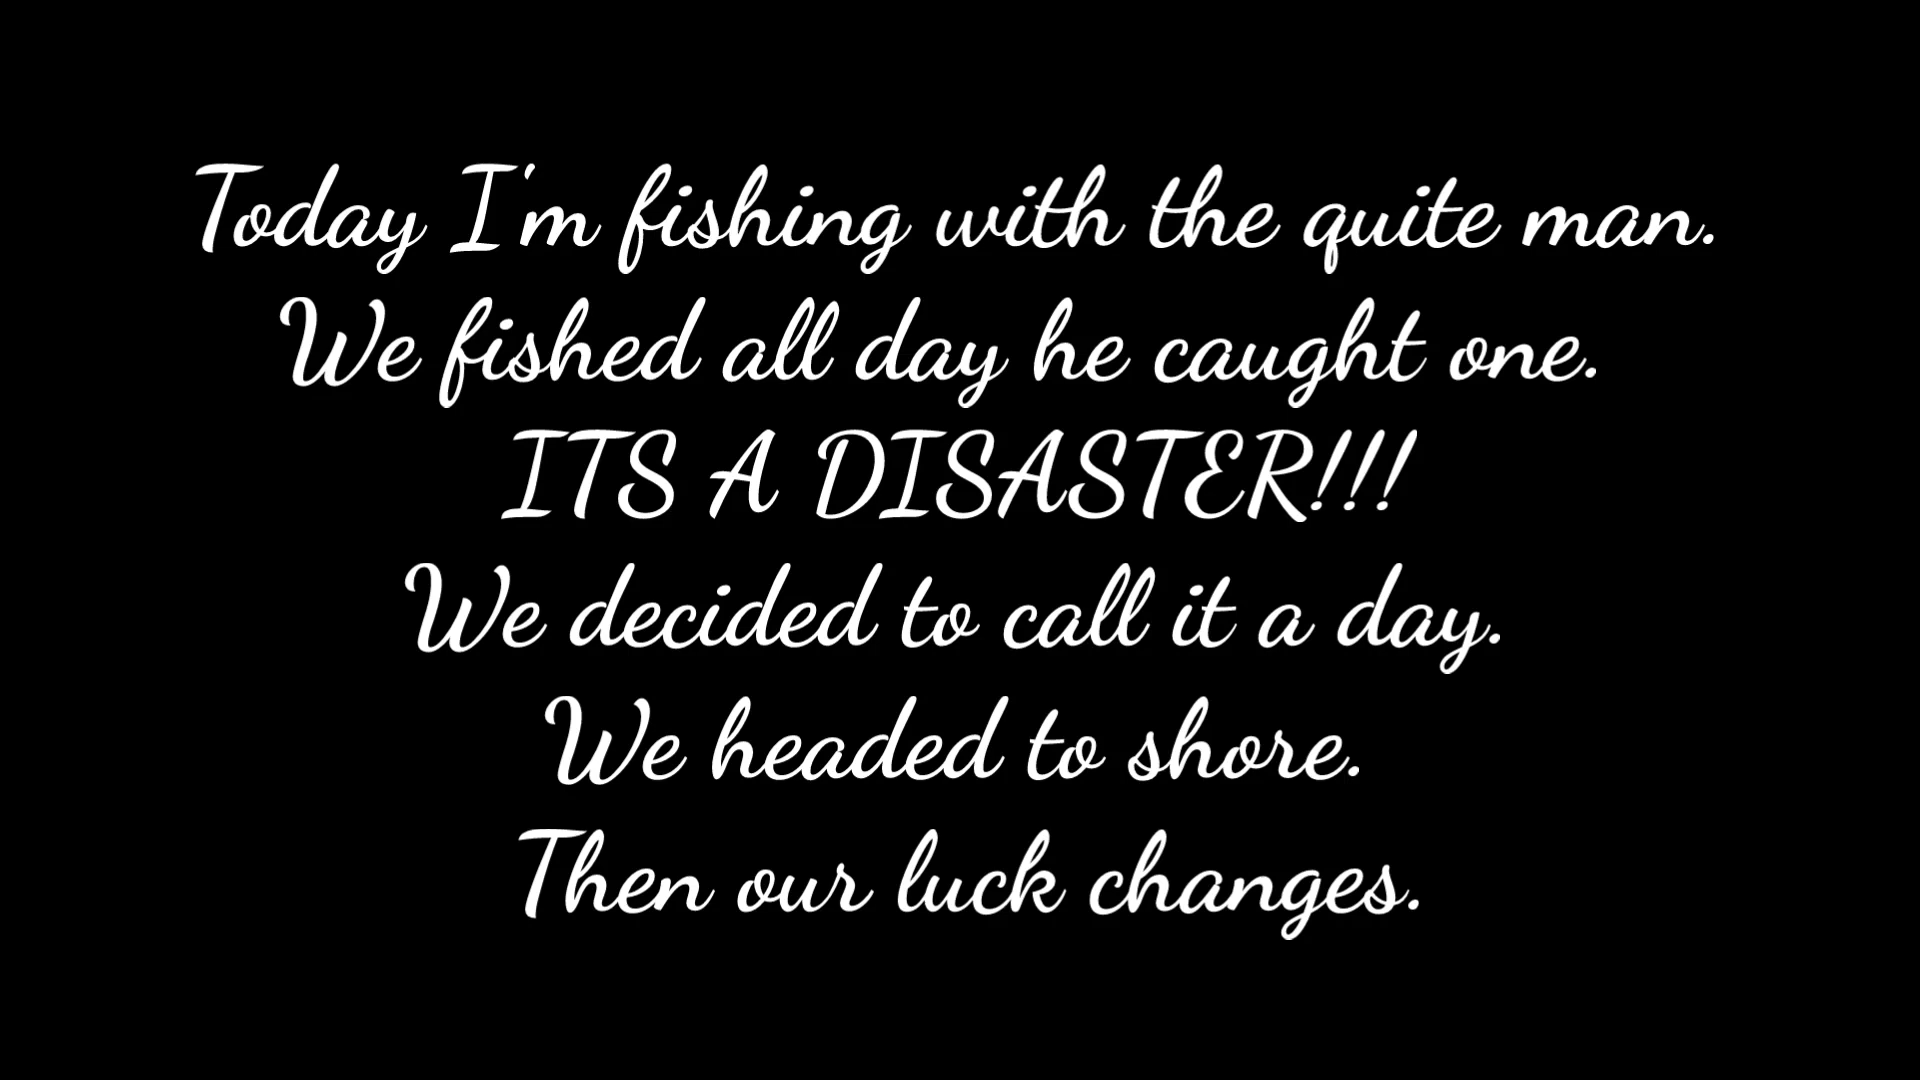 Today I'm fishing with the quite man.
We fished all day he caught one.
ITS A DISASTER!!!
We decided to call it a day.
We headed to shore.
Then our luck changes.